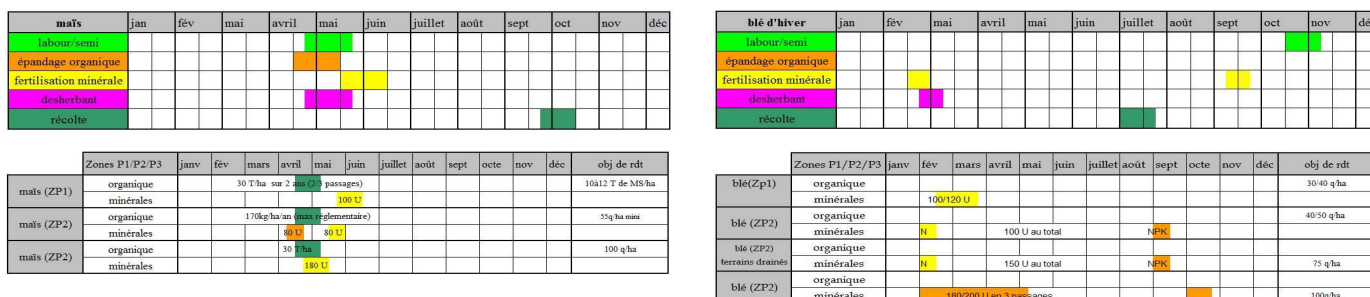 maïs jan fév mai avril mai juin juillet août sept oct nov déc
labour/semi
épandage organique
fertilisation minérale
desherbant
récolte
Zones P1/P2/P3 janv fév mars avril mai juin juillet août sept octe nov déc obj de rdt
maïs (ZP1) organique 30 T/ha sur 2 ans (2/3 passages) 10à12 T de MS/ha
minérales 100 U
maïs (ZP2) organique 170kg/ha/an (max réglementaire) 55q/ha mini
minérales 80 U 80 U
maïs (ZP2) organique 30 T/ha 100 q/ha
minérales 180 U
blé d'hiver jan fév mai avril mai juin juillet août sept oct nov dé
labour/semi
épandage organique
fertilisation minérale
desherbant
récolte
Zones P1/P2/P3 janv fév mars avril mai juin juillet août sept octe nov déc obj de rdt
blé(Zp1) organique 30/40 q/ha
minérales 100/120 U
blé (ZP2) organique 40/50 q/ha
minérales N 100 U au total NPK
blé (ZP2) terrains drainés organique
minérales N 150 U au total NPK 75 q/ha
blé (ZP2) organique
minérales 180/200 U en 3 passages 100q/ha